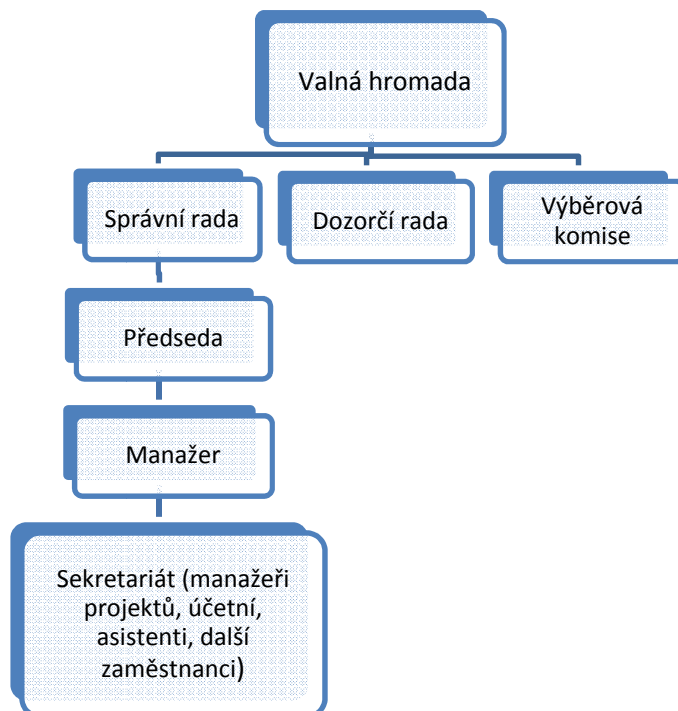 Valná hromada
Správní rada
Dozorčí rada
Výběrová
komise
Předseda
Manažer
Sekretariát (manažeři
projektů, účetní,
asistenti, další
zaměstnanci)